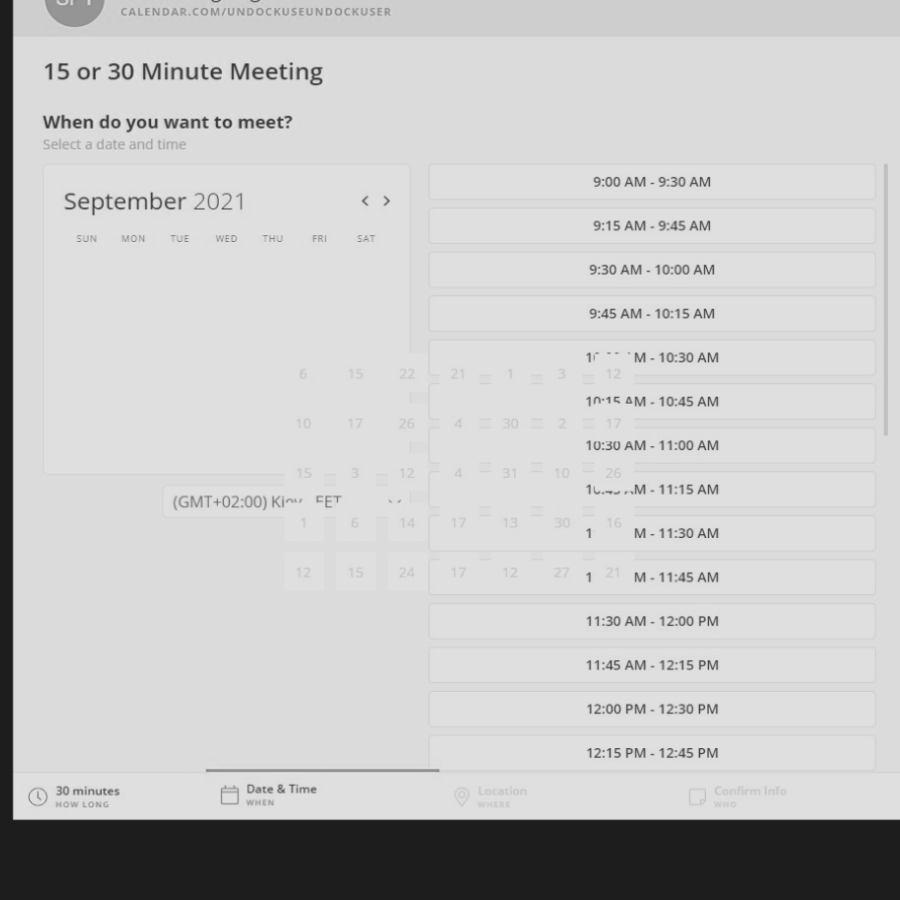 CALENDAR.COM/UNDOCKUSEUNDOCKUSER
15 or 30 Minute Meeting
When do you want to meet?
Select a date and time
September 2021
SUN MON TUE WED THU FRI SAT
6 15 22 21 1 3 12
10 17 26 4 30 2 17
15 3 12 4 31 10 26
1 6 14 17 13 30 16
12 15 24 17 12 27 21
(GMT+02:00) EET
9:00 AM - 9:30 AM
9:15 AM - 9:45 AM
9:30 AM - 10:00 AM
9:45 AM - 10:15 AM
M - 10:30 AM
10:15 AM - 10:45 AM
10:30 AM - 11:00 AM
10:45 AM - 11:15 AM
1 M - 11:30 AM
1 M - 11:45 AM
11:30 AM - 12:00 PM
11:45 AM - 12:15 PM
12:00 PM - 12:30 PM
12:15 PM - 12:45 PM
30 minutes
HOW LONG
Date & Time
WHEN
Location
WHERE
Confirm Info
WHO